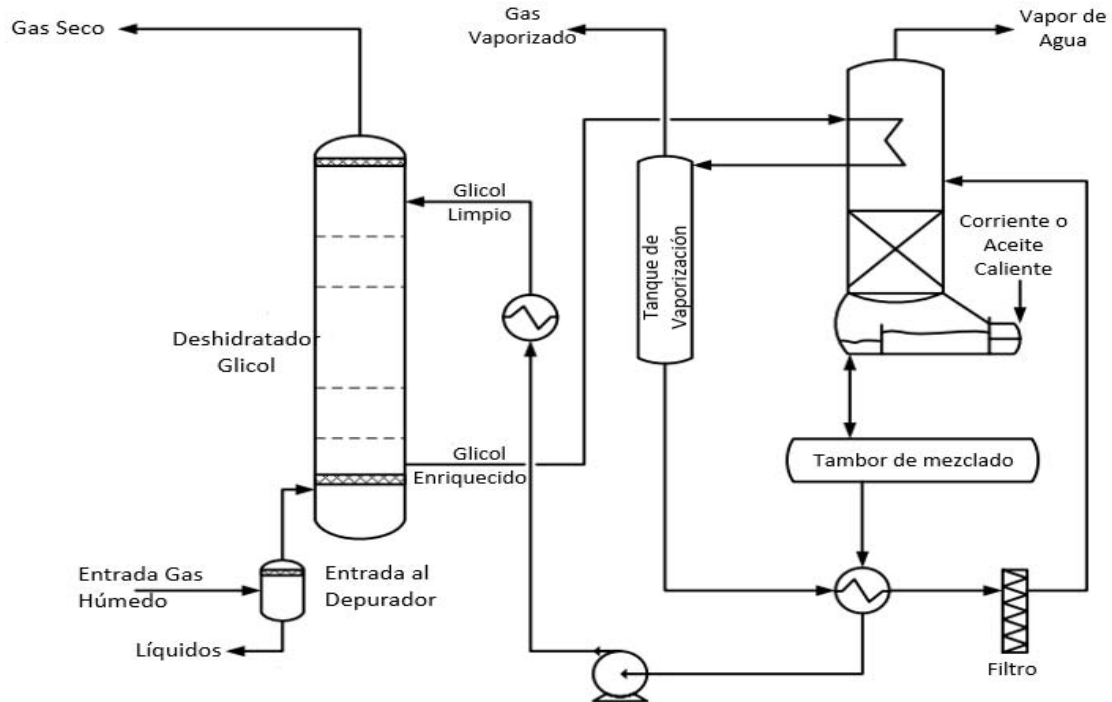 Gas Seco
Gas
Vaporizado
Vapor de
Agua
Glicol
Limpio
Corriente o
Aceite
Caliente
Tanque de
Vaporización
Deshidratador
Glicol
Glicol
Enriquecido
Tambor de mezclado
Entrada Gas
Húmedo
Entrada al
Depurador
Líquidos
Filtro